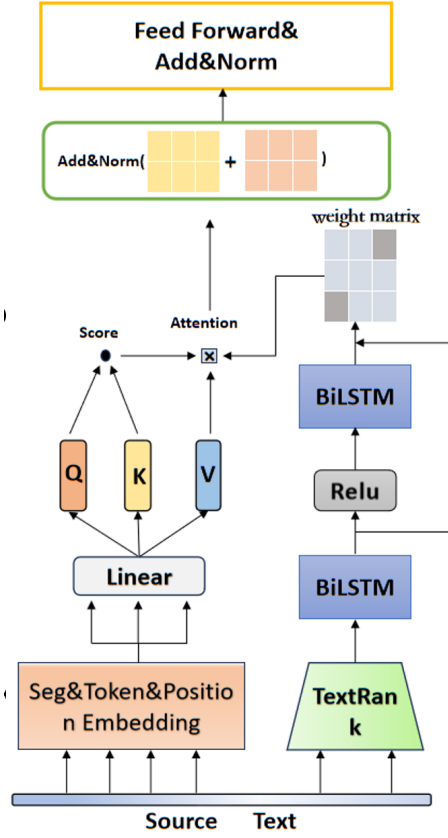 Feed Forward&
Add&Norm
Add&Norm(
+
)
weight matrix
Attention
Score
BiLSTM
Q
K
V
Relu
Linear
BiLSTM
Seg&Token&Positio
n Embedding
TextRan
k
Source Text